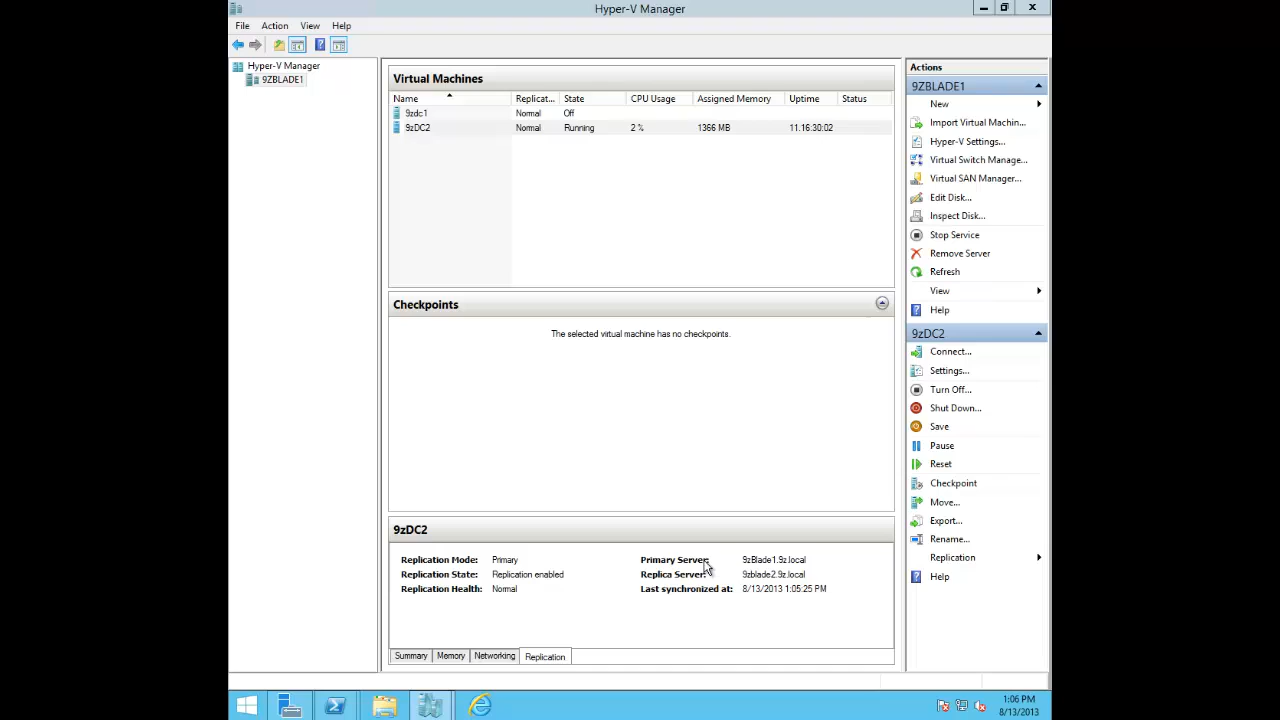 Hyper-V Manager
File Action View Help
Hyper-V Manager
9ZBLADE1
Virtual Machines
Name Replicat... State CPU Usage Assigned Memory Uptime Status
9zdc1 Normal Off
9zDC2 Normal Running 2 % 1366 MB 11.16:30:02
Checkpoints
The selected virtual machine has no checkpoints.
9zDC2
Replication Mode: Primary Primary Server: 9zBlade1.9z.local
Replication State: Replication enabled Replica Server: 9zblade2.9z.local
Replication Health: Normal Last synchronized at: 8/13/2013 1:05:25 PM
Summary Memory Networking Replication
Actions
9ZBLADE1
New
Import Virtual Machin...
Hyper-V Settings...
Virtual Switch Manage...
Virtual SAN Manager...
Edit Disk...
Inspect Disk...
Stop Service
Remove Server
Refresh
View
Help
9zDC2
Connect...
Settings...
Turn Off...
Shut Down...
Save
Pause
Reset
Checkpoint
Move...
Export...
Rename...
Replication
Help
1:06 PM
8/13/2013